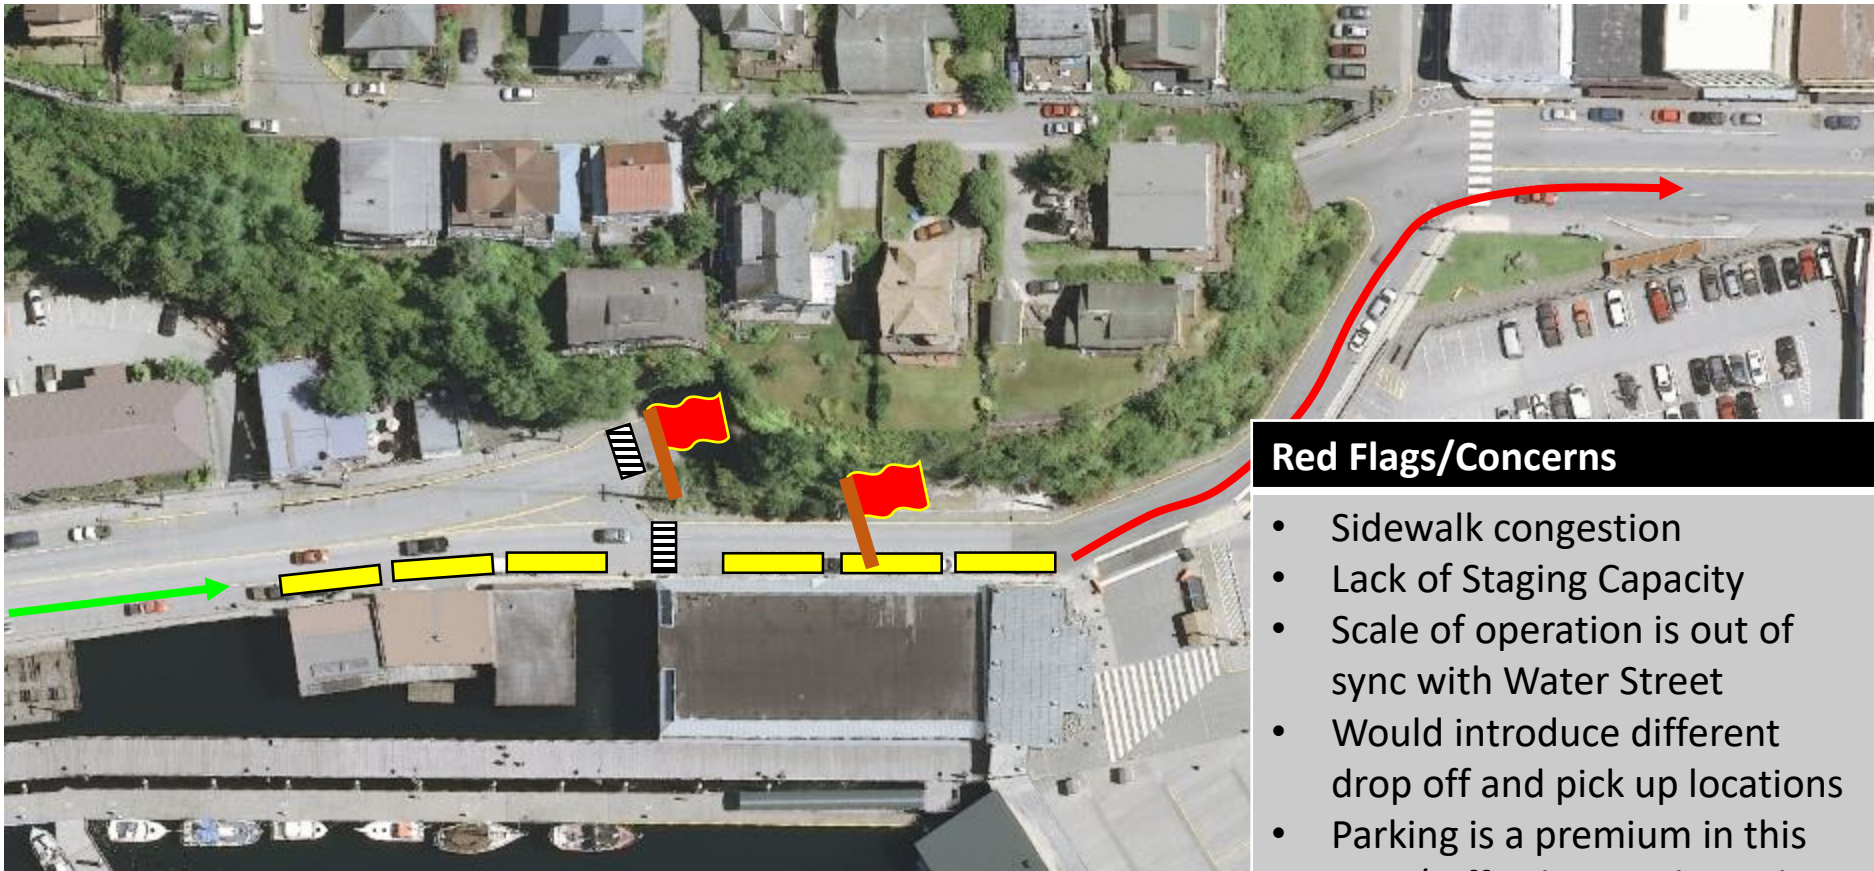 Red Flags/Concerns
• Sidewalk congestion
• Lack of Staging Capacity
• Scale of operation is out of
sync with Water Street
• Would introduce different
drop off and pick up locations
• Parking is a premium in this